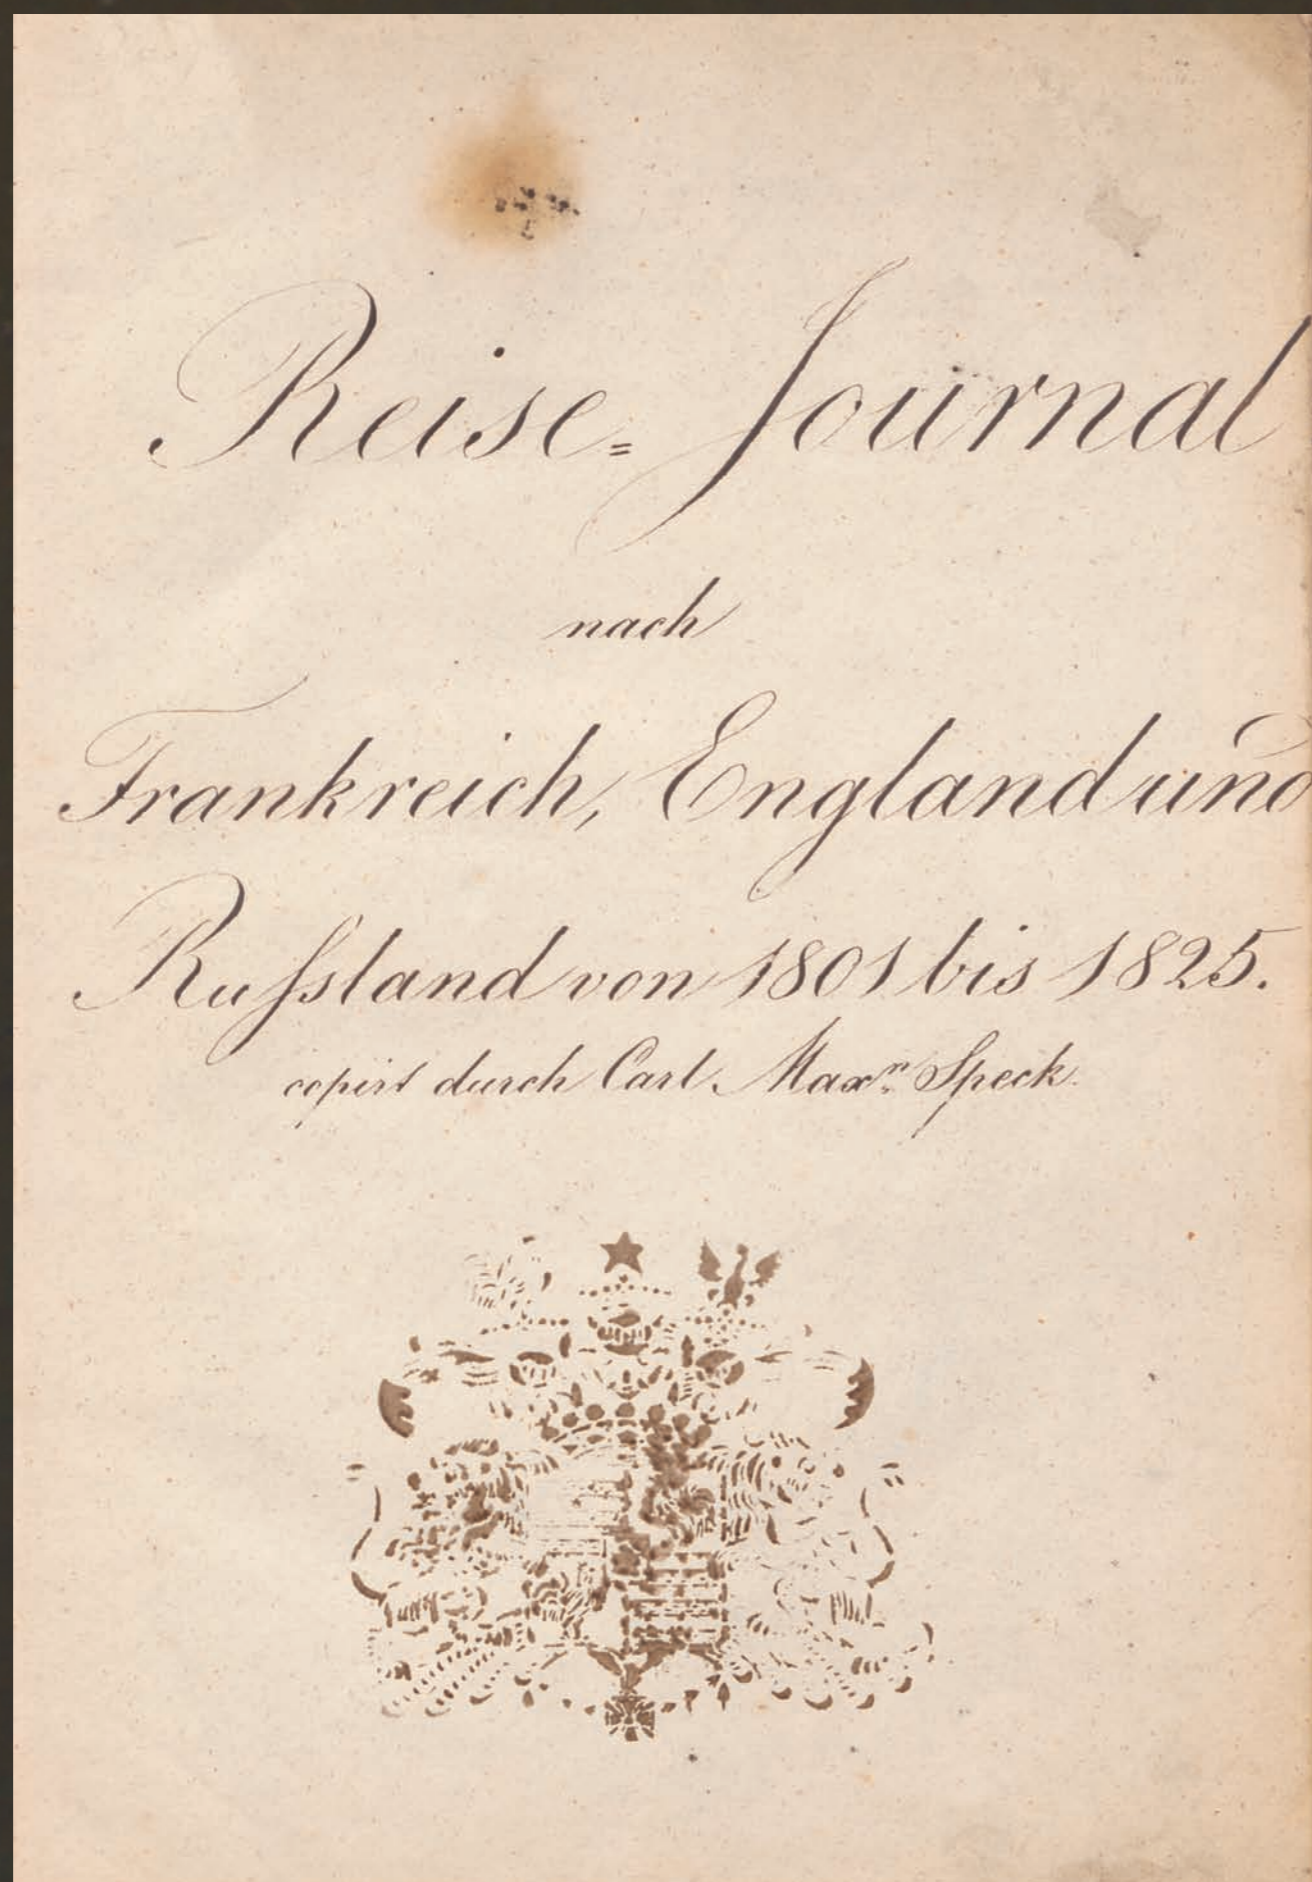 Reise=Journal
nach
Frankreich, England und
Rußland von 1801 bis 1825.
copirt durch Carl Maxn. Speck.